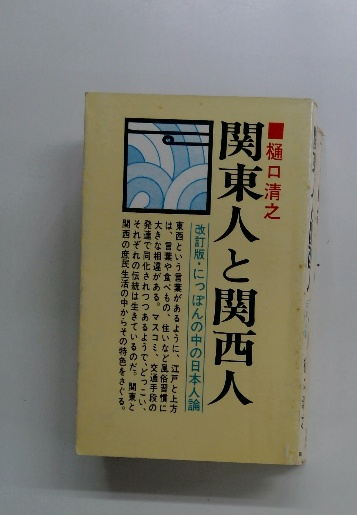 ■樋口清之
関東人と関西人
改訂版・にっぽんの中の日本人論
東西という言葉があるように、江戸と上方
は、言葉や食べもの、住いなど風俗習慣に
大きな相違がある。マスコミ、交通手段の
発達で同化されつつあるようで、どっこい、
それぞれの伝統は生きているのだ。関東と
関西の庶民生活の中からその特色をさぐる。